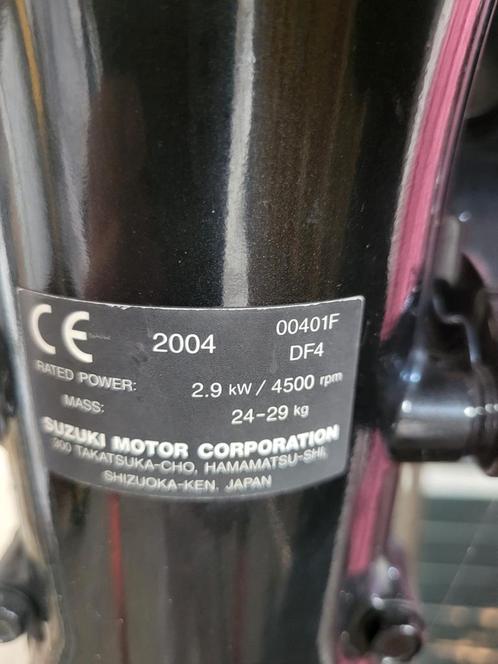 CE 2004 00401F
DF4
RATED POWER: 2.9 kW / 4500 rpm
MASS: 24-29 kg
SUZUKI MOTOR CORPORATION
300 TAKATSUKA-CHO, HAMAMATSU-SHI,
SHIZUOKA-KEN. JAPAN